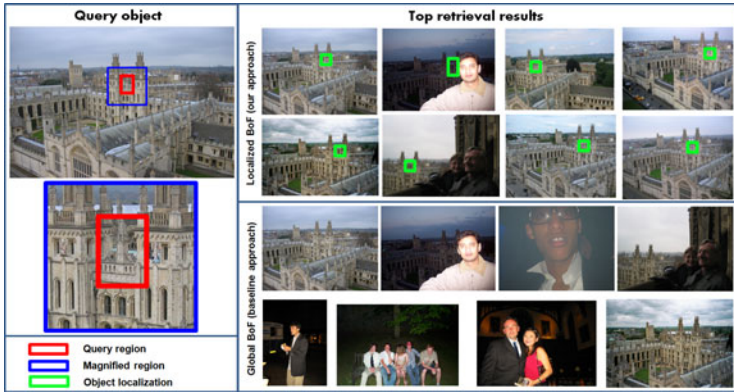 Query object
Top retrieval results
Localized BoF (our approach)
Global BoF (baseline approach)
Query region
Magnified region
Object localization